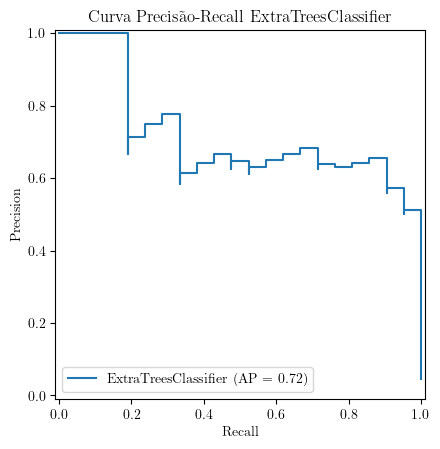 Curva Precisão-Recall ExtraTreesClassifier
1.0
0.8
0.6
0.4
0.2
0.0
Precision
ExtraTreesClassifier (AP = 0.72)
0.0 0.2 0.4 0.6 0.8 1.0
Recall